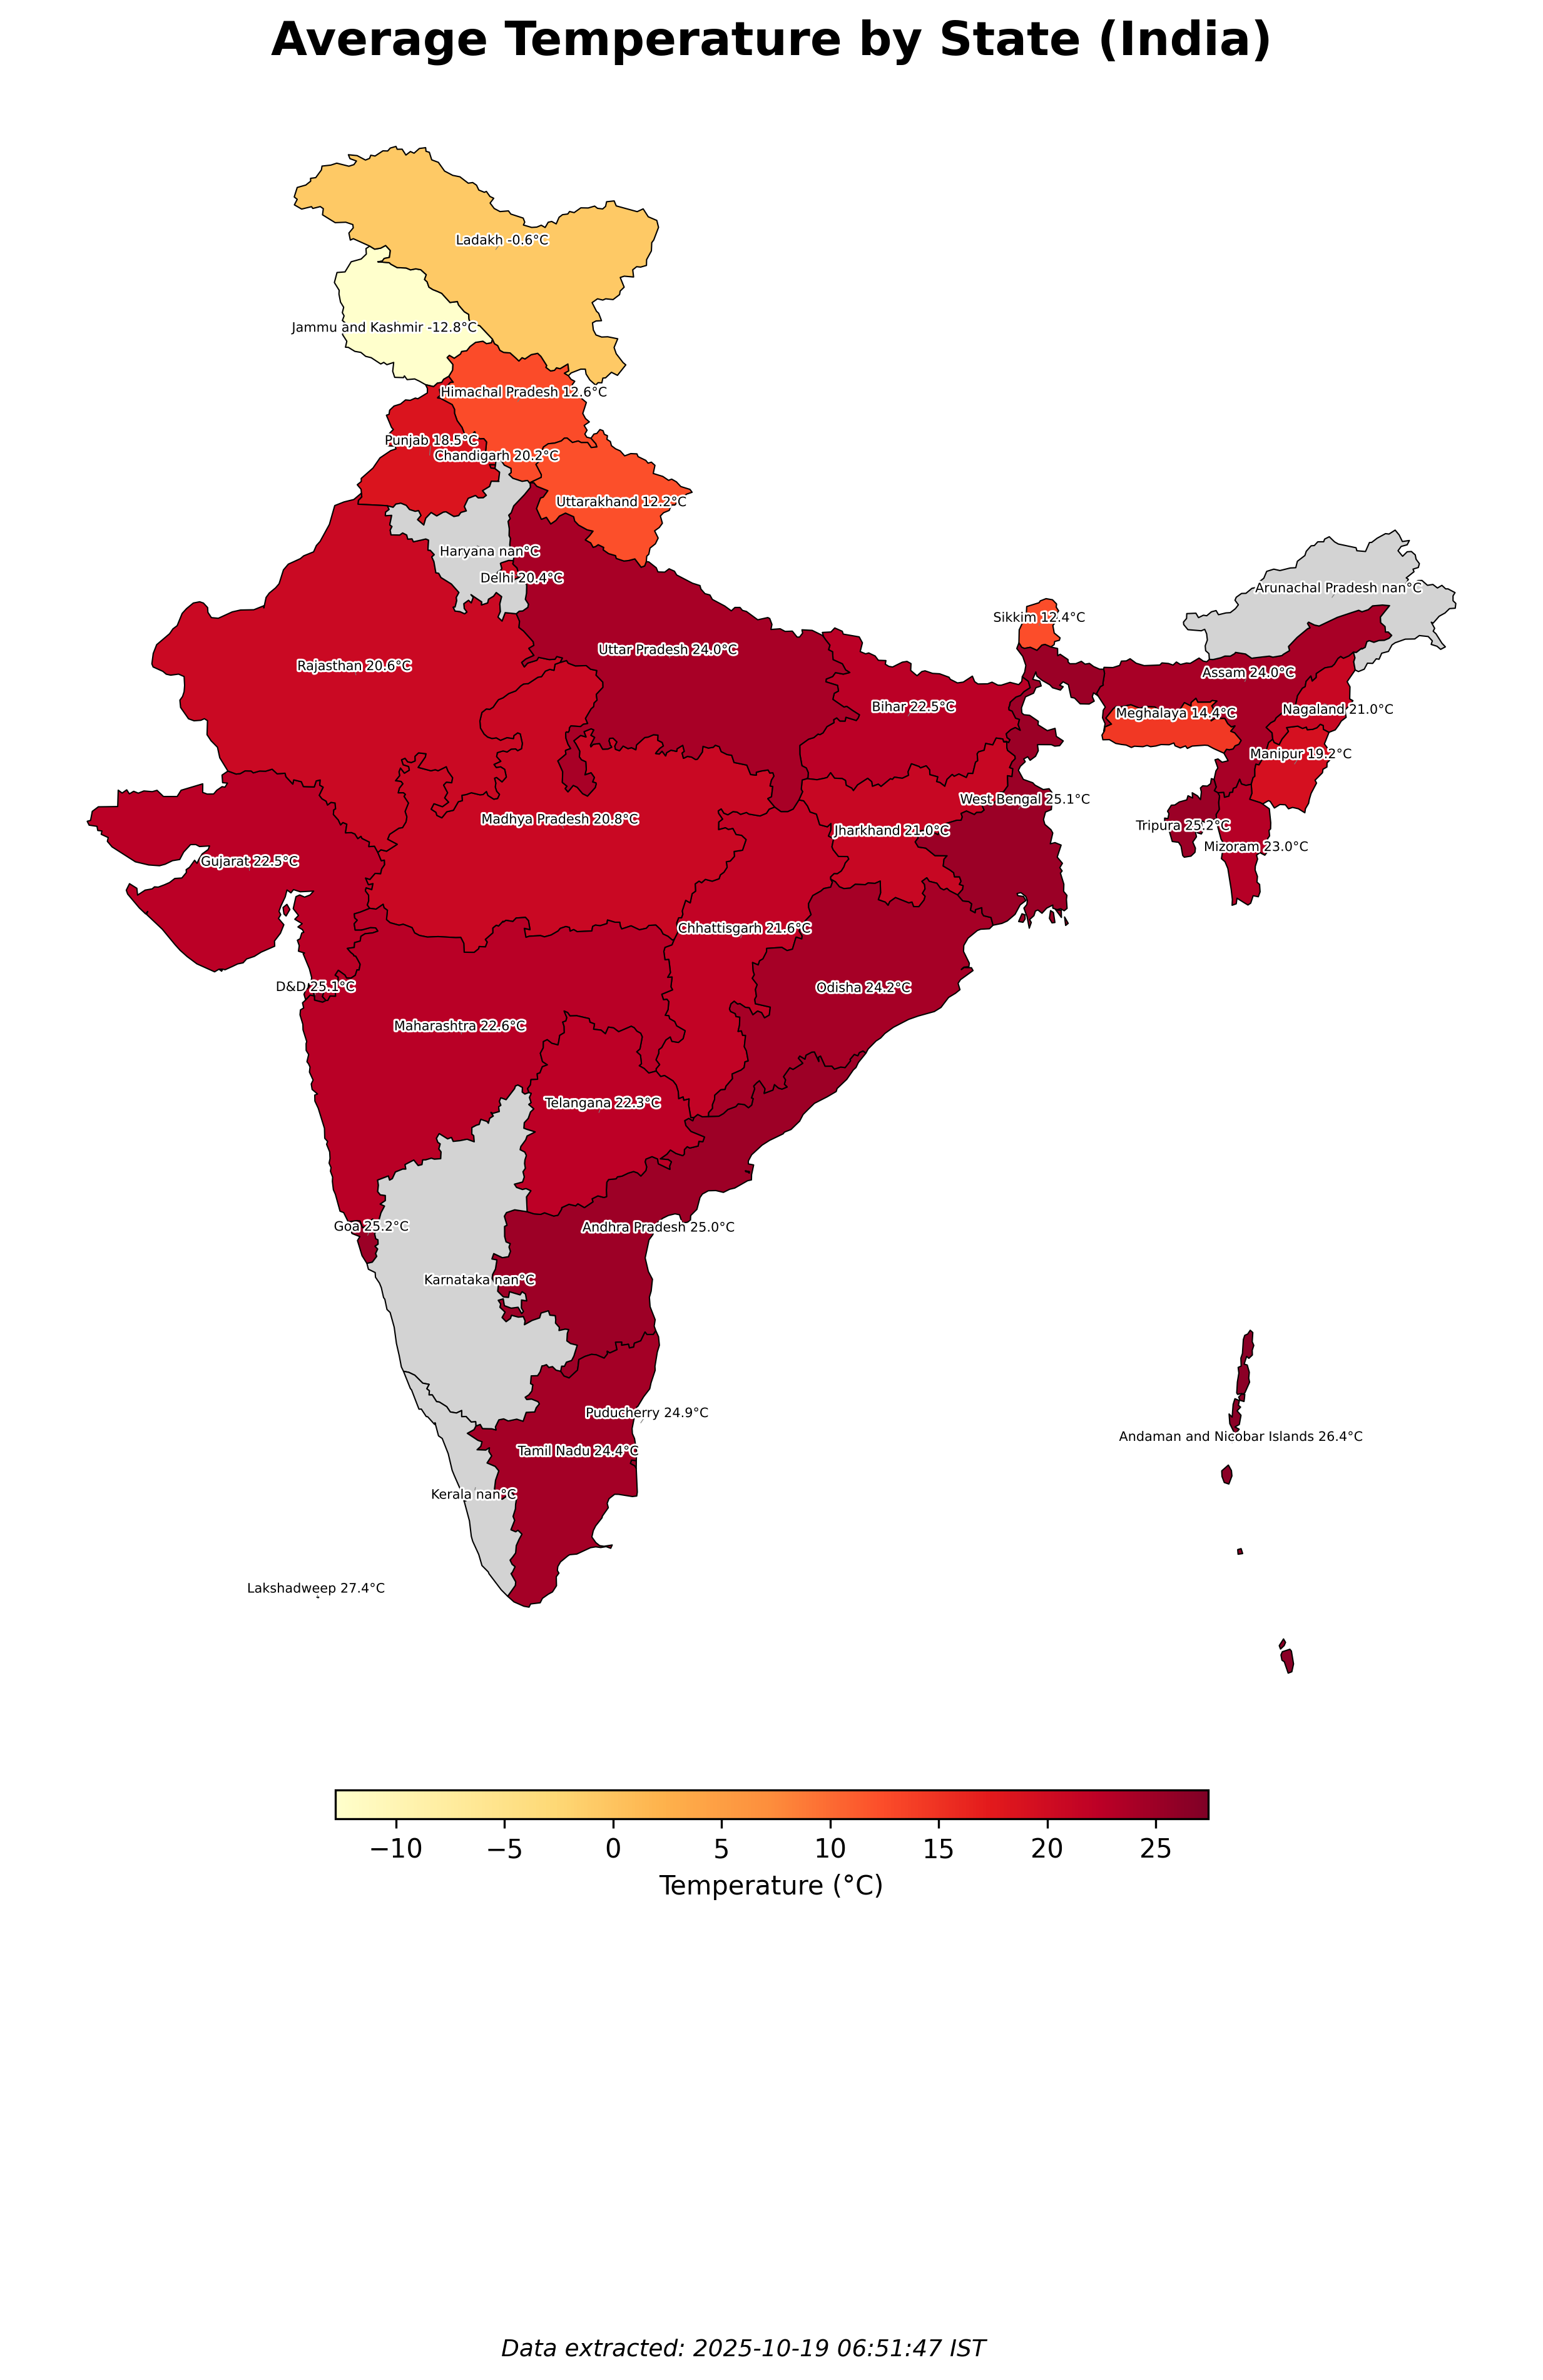 Average Temperature by State (India)
Ladakh -0.6°C
Jammu and Kashmir -12.8°C
Himachal Pradesh 12.6°C
Punjab 18.5°C
Chandigarh 20.2°C
Uttarakhand 12.2°C
Haryana nan°C
Delhi 20.4°C
Arunachal Pradesh nan°C
Sikkim 12.4°C
Uttar Pradesh 24.0°C
Rajasthan 20.6°C
Assam 24.0°C
Bihar 22.5°C
Meghalaya 14.4°C
Nagaland 21.0°C
Manipur 19.2°C
West Bengal 25.1°C
Madhya Pradesh 20.8°C
Tripura 25.2°C
Jharkhand 21.0°C
Mizoram 23.0°C
Gujarat 22.5°C
Chhattisgarh 21.6°C
D&D 25.1°C
Odisha 24.2°C
Maharashtra 22.6°C
Telangana 22.3°C
Goa 25.2°C
Andhra Pradesh 25.0°C
Karnataka nan°C
Puducherry 24.9°C
Andaman and Nicobar Islands 26.4°C
Tamil Nadu 24.4°C
Kerala nan°C
Lakshadweep 27.4°C
−10 −5 0 5 10 15 20 25
Temperature (°C)
Data extracted: 2025-10-19 06:51:47 IST